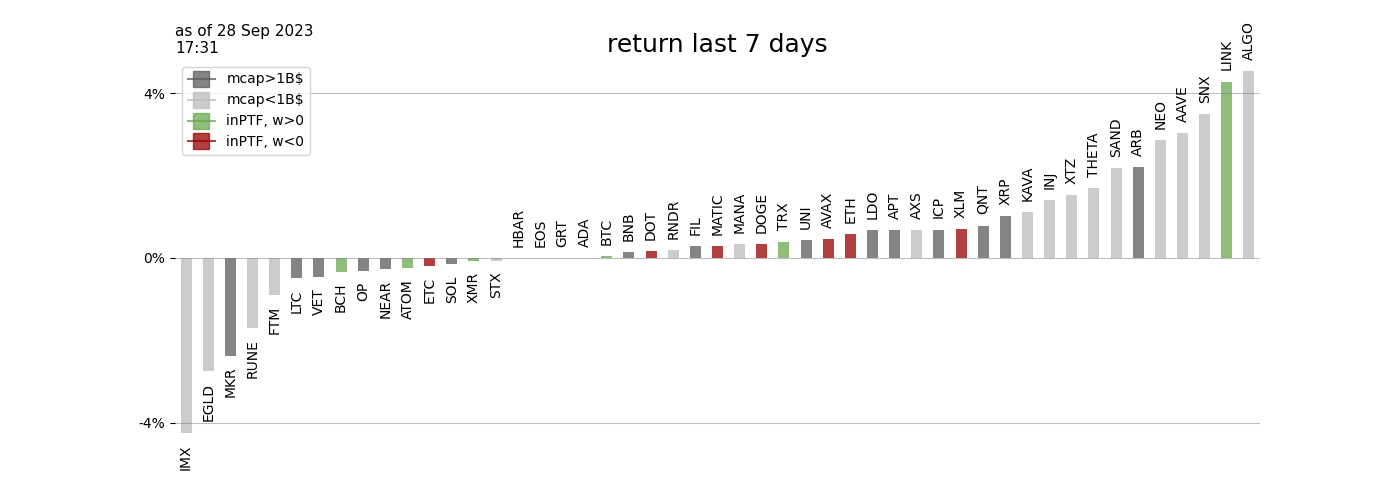 as of 28 Sep 2023
17:31
return last 7 days
mcap>1B$
mcap<1B$
inPTF, w>0
inPTF, w<0
4%
0%
-4%
IMX
EGLD
MKR
RUNE
FTM
LTC
VET
BCH
OP
NEAR
ATOM
ETC
SOL
XMR
STX
HBAR
EOS
GRT
ADA
BTC
BNB
DOT
RNDR
FIL
MATIC
MANA
DOGE
TRX
UNI
AVAX
ETH
LDO
APT
AXS
ICP
XLM
QNT
XRP
KAVA
INJ
XTZ
THETA
SAND
ARB
NEO
AAVE
SNX
LINK
ALGO